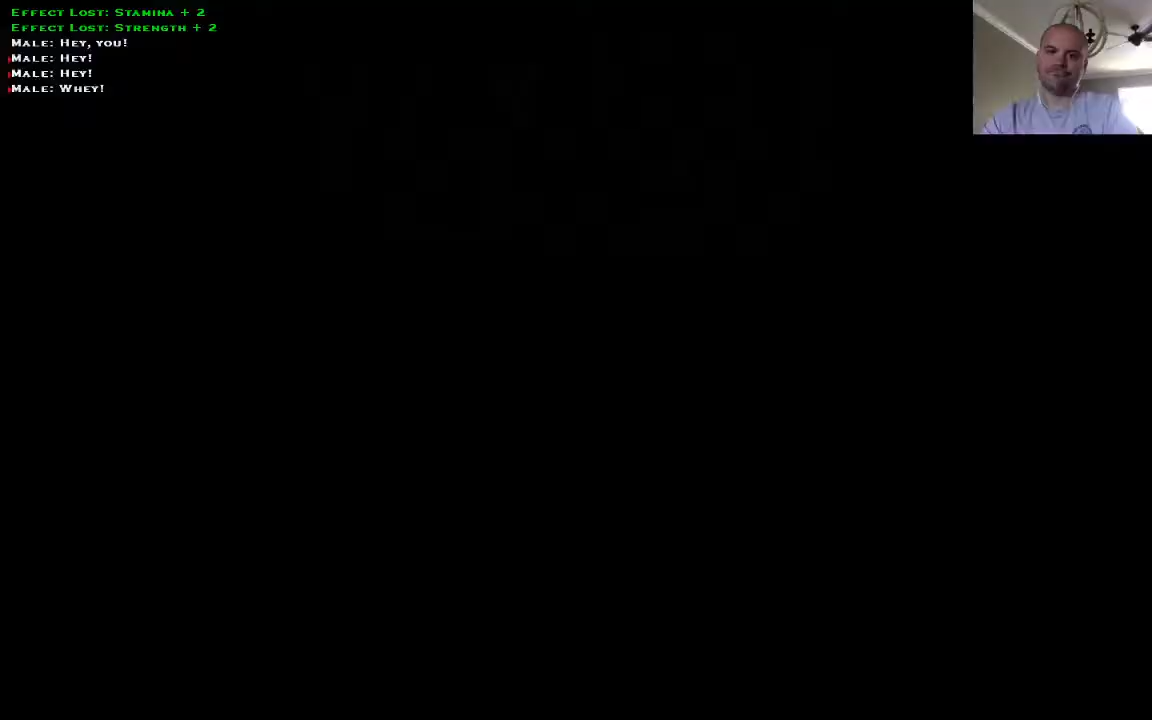 Effect Lost: Stamina + 2
Effect Lost: Strength + 2
Male: Hey, you!
Male: Hey!
Male: Hey!
Male: Whey!